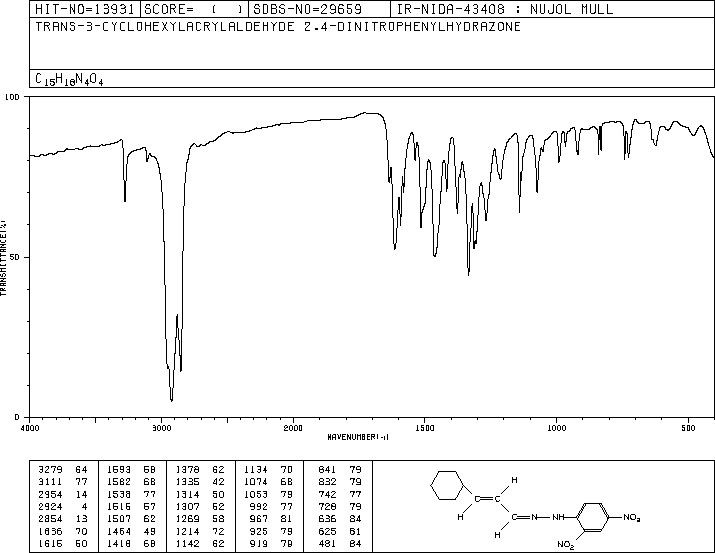 HIT-NO=13931 SCORE= ( ) SDBS-NO=29659 IR-NIDA-43408 : NUJOL MULL
TRANS-3-CYCLOHEXYLACRYLALDEHYDE 2,4-DINITROPHENYLHYDRAZONE
C15H18N4O4
100
50
0
TRANSMITTANCE(%)
4000 3000 2000 1500 1000 500
WAVENUMBER(-1)
3279 64 1593 58 1378 62 1134 70 841 79
3111 77 1582 68 1335 42 1074 68 832 79
2954 14 1538 77 1314 50 1053 79 742 77
2924 4 1516 57 1307 52 992 77 728 79
2854 13 1507 62 1269 58 967 81 636 84
1636 70 1464 49 1214 72 925 79 625 81
1615 50 1418 68 1142 62 919 79 481 84
H
C=C
H
N NH
H
NO2
NO2